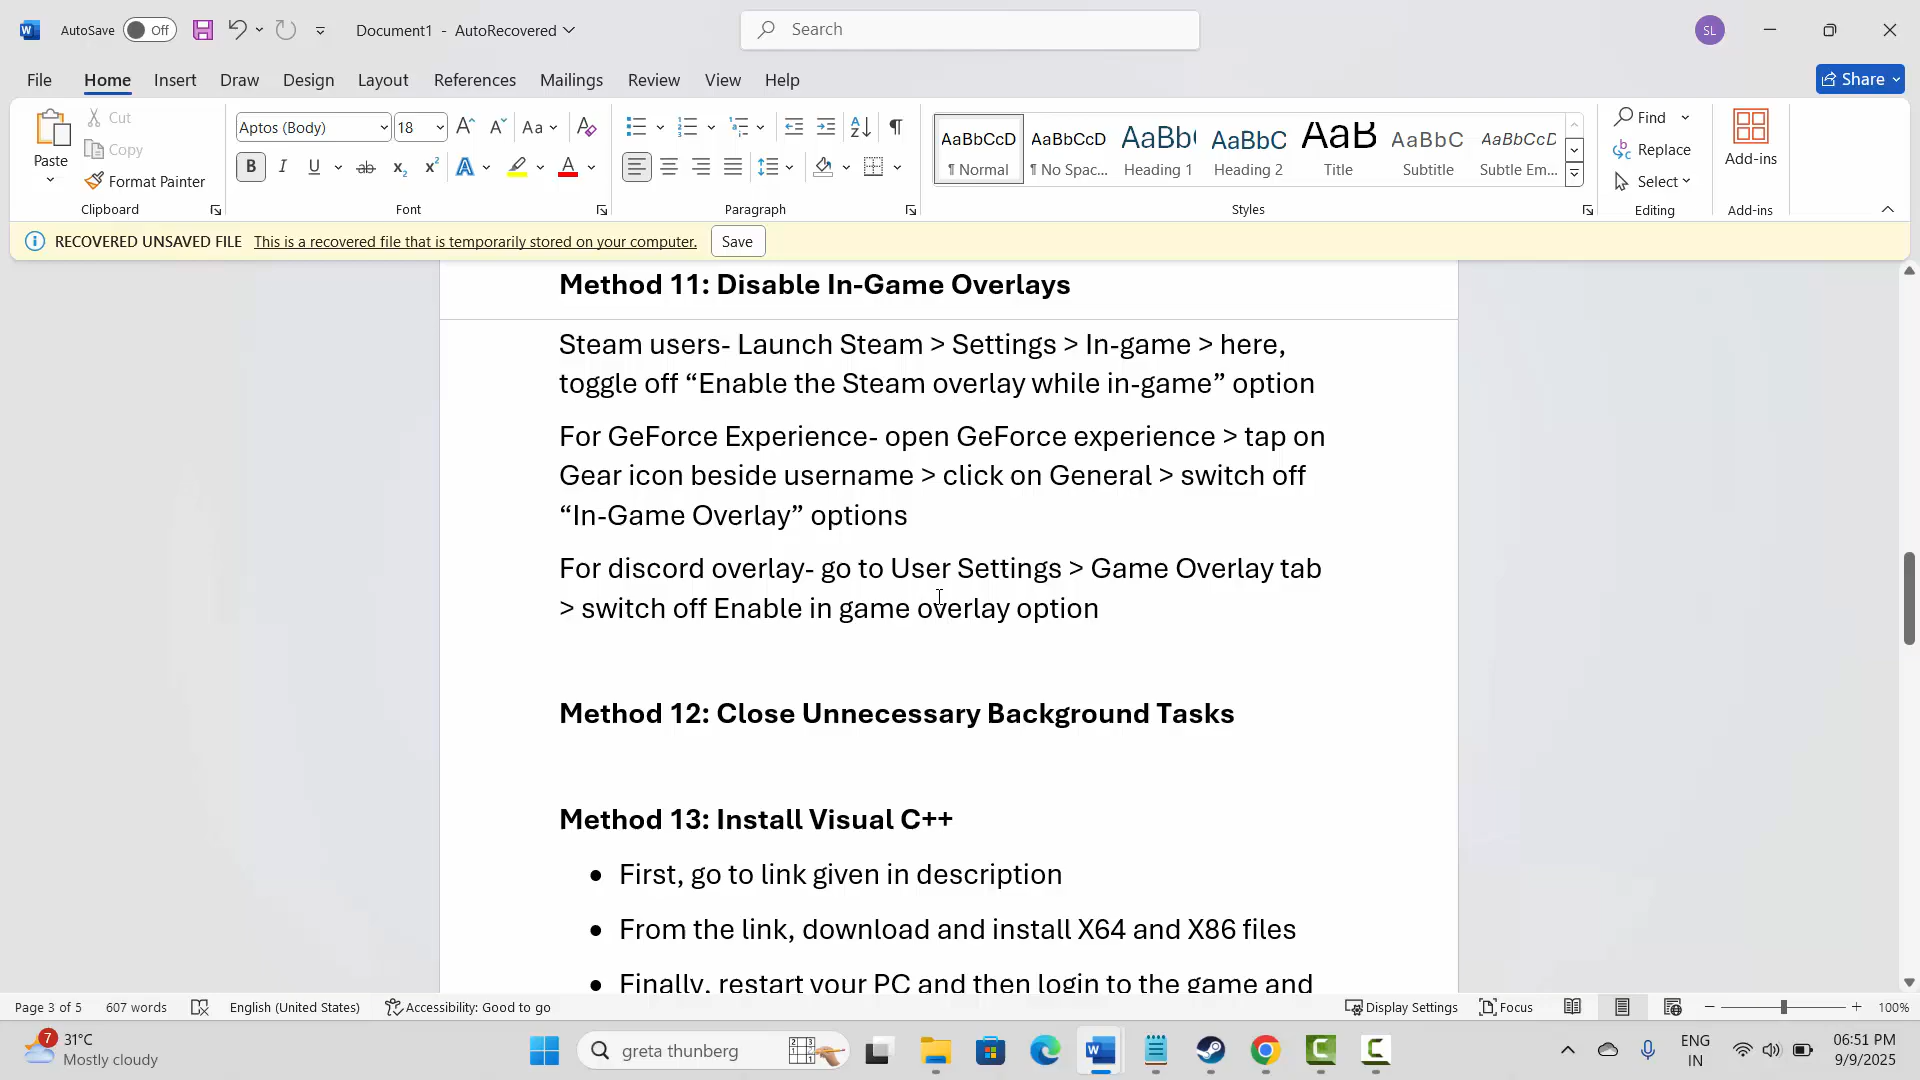 AutoSave Off Document1 - AutoRecovered Search SL
File Home Insert Draw Design Layout References Mailings Review View Help Share
Paste Cut Copy Format Painter
Aptos (Body) 18
AaBbCcD AaBbCcD AaBb( AaBbC AaB AaBbC AaBbCcD
¶ Normal ¶ No Spac... Heading 1 Heading 2 Title Subtitle Subtle Em...
Find Replace Select
Add-ins
Clipboard Font Paragraph Styles Editing Add-ins
RECOVERED UNSAVED FILE This is a recovered file that is temporarily stored on your computer. Save
Method 11: Disable In-Game Overlays
Steam users- Launch Steam > Settings > In-game > here,
toggle off “Enable the Steam overlay while in-game” option
For GeForce Experience- open GeForce experience > tap on
Gear icon beside username > click on General > switch off
“In-Game Overlay” options
For discord overlay- go to User Settings > Game Overlay tab
> switch off Enable in game overlay option
Method 12: Close Unnecessary Background Tasks
Method 13: Install Visual C++
• First, go to link given in description
• From the link, download and install X64 and X86 files
• Finally, restart your PC and then login to the game and
Page 3 of 5 607 words English (United States) Accessibility: Good to go Display Settings Focus 100%
7 31°C
Mostly cloudy
greta thunberg
ENG
IN
06:51 PM
9/9/2025